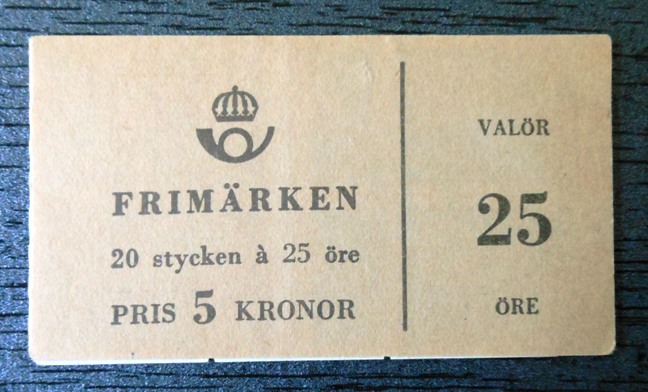 FRIMÄRKEN
20 stycken à 25 öre
PRIS 5 KRONOR
VALÖR
25
ÖRE